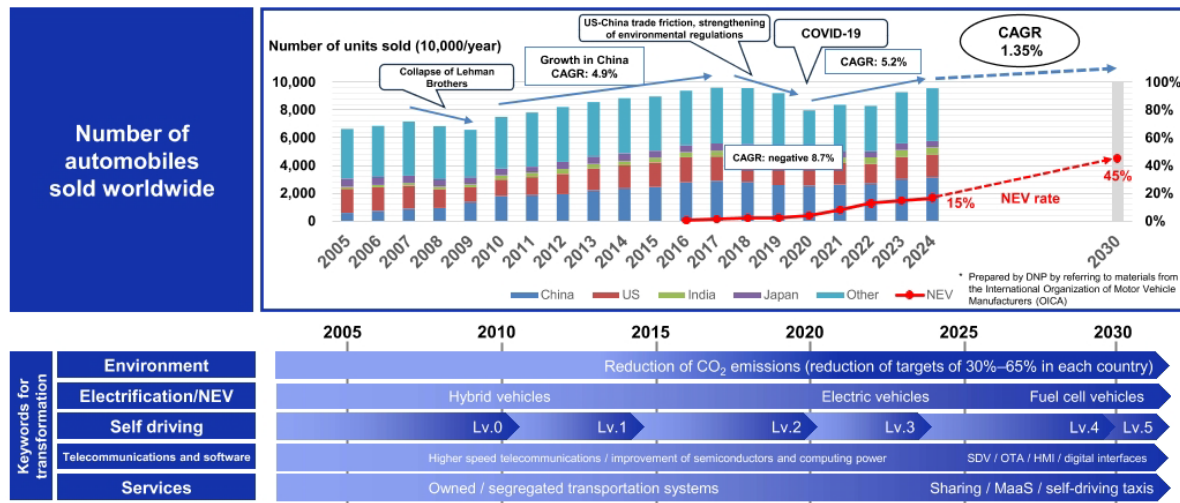 Number of
automobiles
sold worldwide
Number of units sold (10,000/year)
Collapse of Lehman
Brothers
Growth in China
CAGR: 4.9%
US-China trade friction, strengthening
of environmental regulations
COVID-19
CAGR: 5.2%
CAGR
1.35%
CAGR: negative 8.7%
10,000
8,000
6,000
4,000
2,000
0
100%
80%
60%
40%
20%
0%
45%
15%
NEV rate
2005
2006
2007
2008
2009
2010
2011
2012
2013
2014
2015
2016
2017
2018
2019
2020
2021
2022
2023
2024
2030
China
US
India
Japan
Other
NEV
* Prepared by DNP by referring to materials from
the International Organization of Motor Vehicle
Manufacturers (OICA)
2005 2010 2015 2020 2025 2030
Keywords for
transformation
Environment
Reduction of CO₂ emissions (reduction of targets of 30%–65% in each country)
Electrification/NEV
Hybrid vehicles
Electric vehicles
Fuel cell vehicles
Self driving
Lv.0
Lv.1
Lv.2
Lv.3
Lv.4
Lv.5
Telecommunications and software
Higher speed telecommunications / improvement of semiconductors and computing power
SDV / OTA / HMI / digital interfaces
Services
Owned / segregated transportation systems
Sharing / MaaS / self-driving taxis